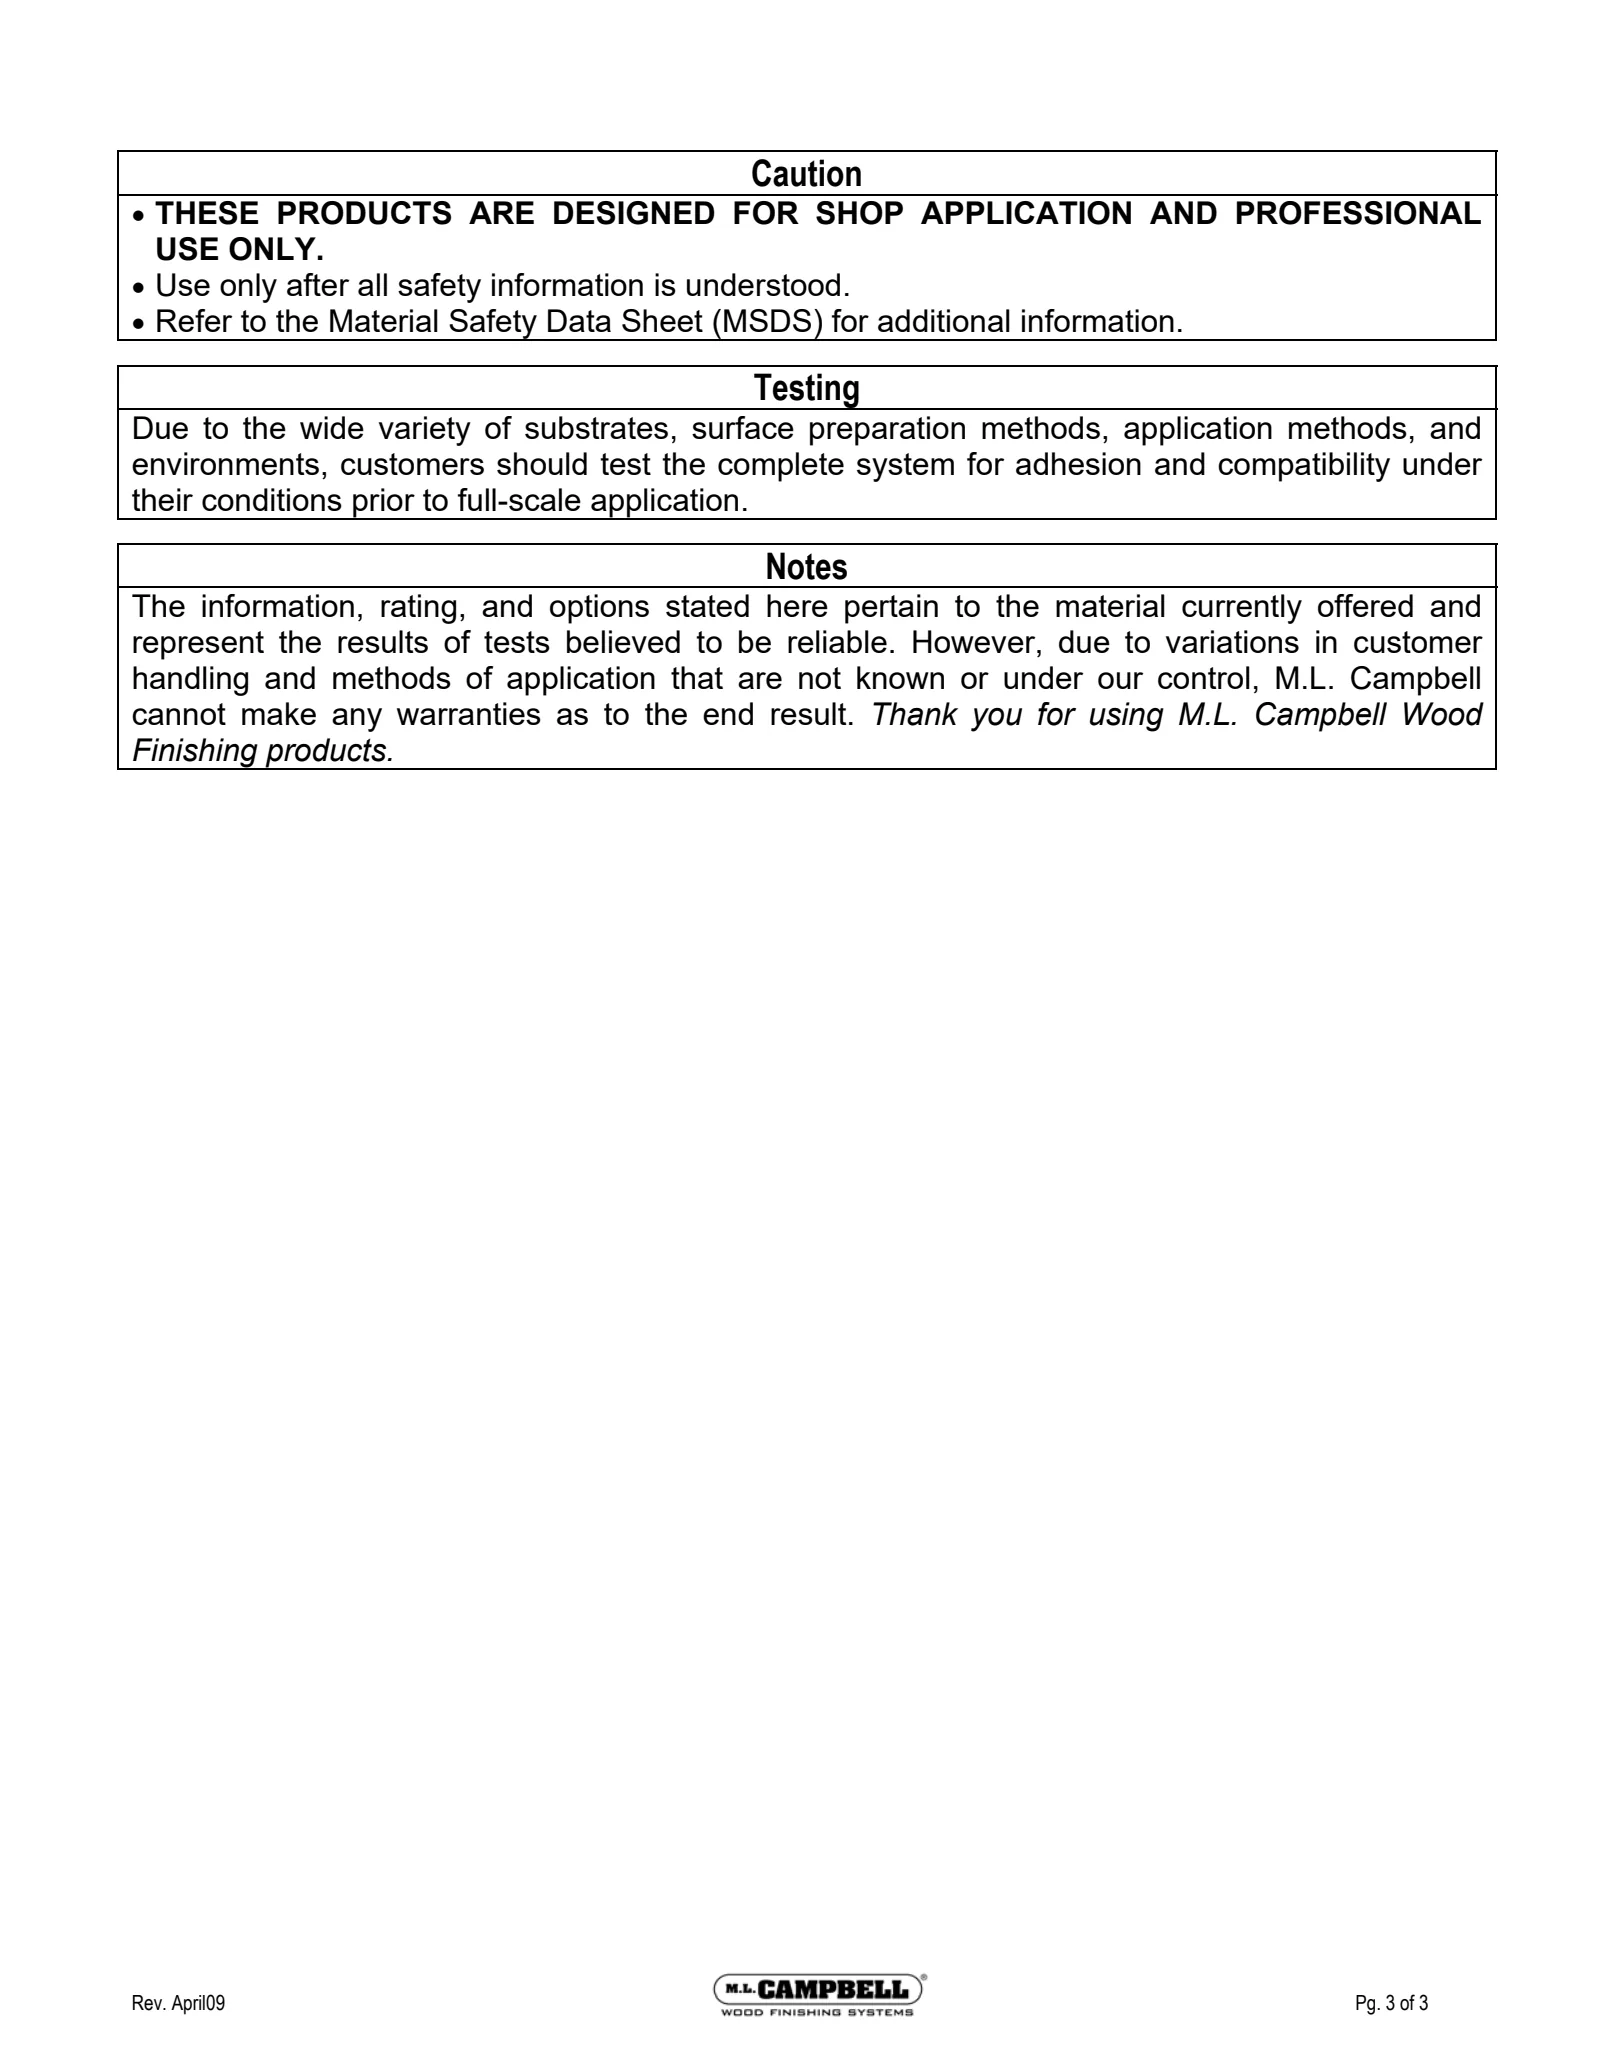 Caution
• THESE PRODUCTS ARE DESIGNED FOR SHOP APPLICATION AND PROFESSIONAL
USE ONLY.
• Use only after all safety information is understood.
• Refer to the Material Safety Data Sheet (MSDS) for additional information.
Testing
Due to the wide variety of substrates, surface preparation methods, application methods, and
environments, customers should test the complete system for adhesion and compatibility under
their conditions prior to full-scale application.
Notes
The information, rating, and options stated here pertain to the material currently offered and
represent the results of tests believed to be reliable. However, due to variations in customer
handling and methods of application that are not known or under our control, M.L. Campbell
cannot make any warranties as to the end result. Thank you for using M.L. Campbell Wood
Finishing products.
Rev. April09
M.L. CAMPBELL®
WOOD FINISHING SYSTEMS
Pg. 3 of 3